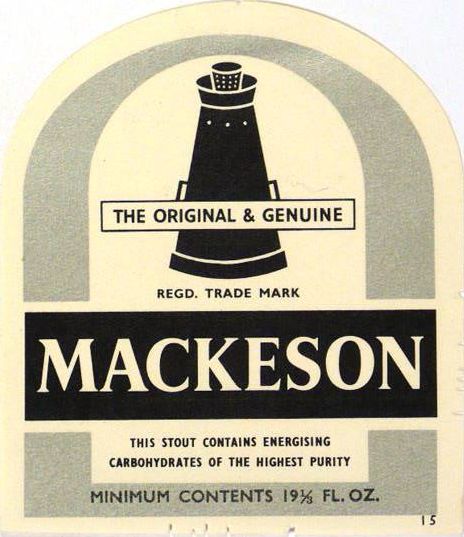 THE ORIGINAL & GENUINE
REGD. TRADE MARK
MACKESON
THIS STOUT CONTAINS ENERGISING
CARBOHYDRATES OF THE HIGHEST PURITY
MINIMUM CONTENTS 19⅓ FL. OZ.
15